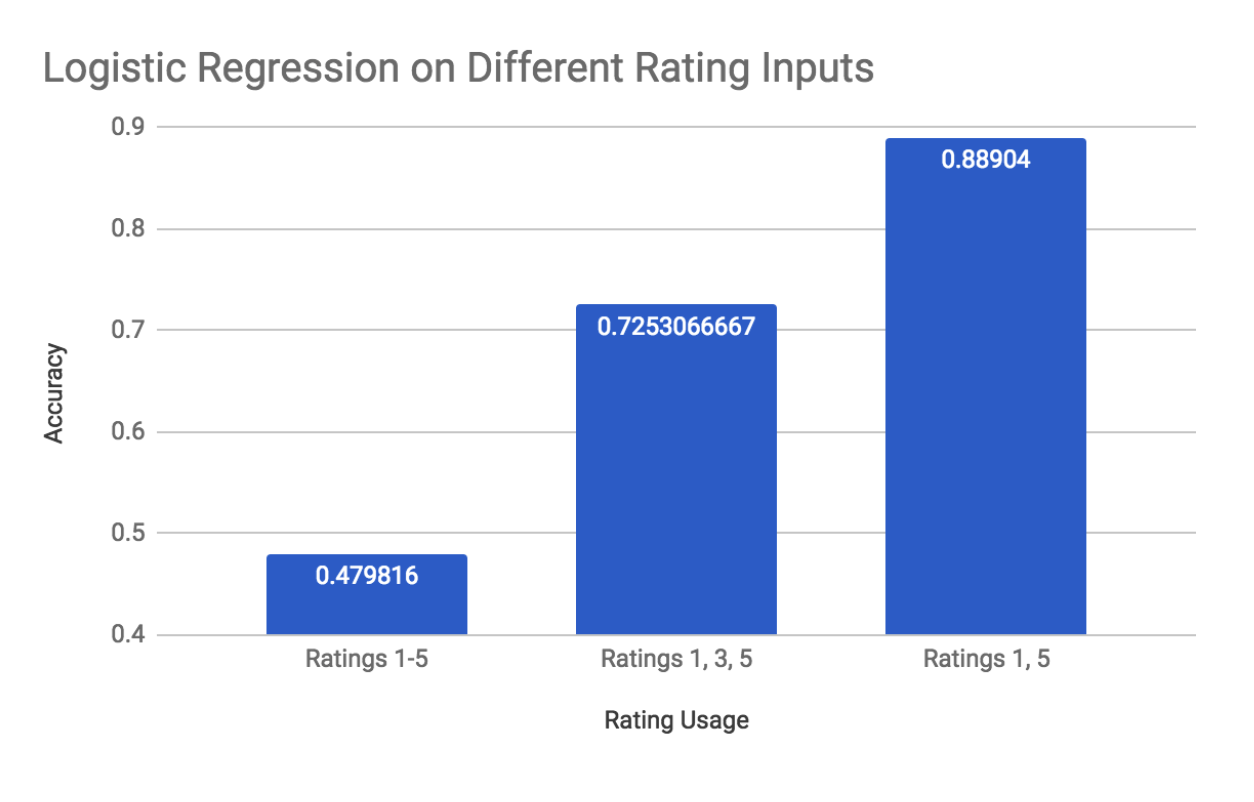 Logistic Regression on Different Rating Inputs
0.9
0.8
0.7
0.6
0.5
0.4
Accuracy
0.479816
0.7253066667
0.88904
Ratings 1-5
Ratings 1, 3, 5
Ratings 1, 5
Rating Usage